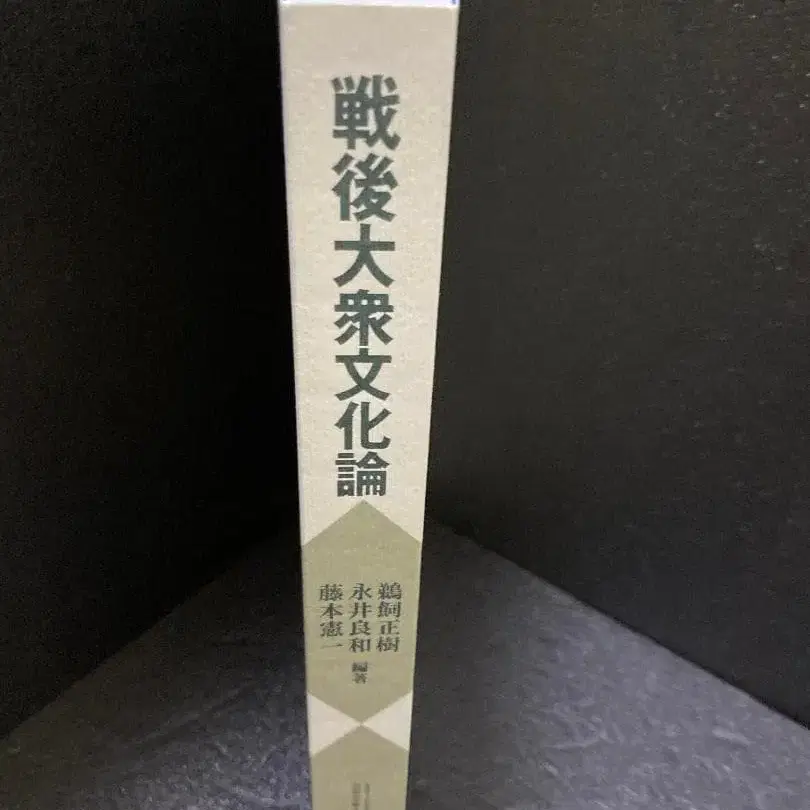 戦後大衆文化論
鵜飼正樹
永井良和
藤本憲一
編著